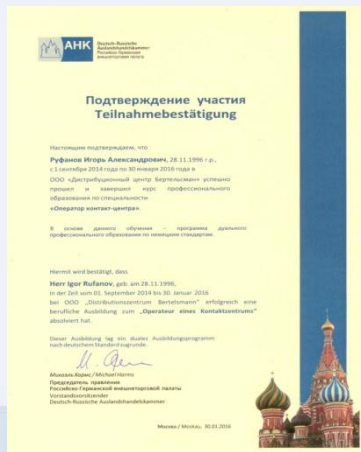 AHK
Deutsch-Russische
Auslandshandelskammer
Российско-Германская
внешнеторговая палата
Подтверждение участия
Teilnahmebestätigung
Настоящим подтверждаем, что
Руфанов Игорь Александрович, 28.11.1996 г.р.,
с 1 сентября 2014 года по 30 января 2016 года в
ООО «Дистрибуционный центр Бертельсманн» успешно
прошел и завершил курс профессионального
образования по специальности
«Оператор контакт-центра».
В основе данного обучения – программа дуального
профессионального образования по немецким стандартам.
Hiermit wird bestätigt, dass
Herr Igor Rufanov, geb. am 28.11.1996,
in der Zeit vom 01. September 2014 bis 30. Januar 2016
bei OOO „Distributionszentrum Bertelsmann" erfolgreich eine
berufliche Ausbildung zum „Operateur eines Kontaktzentrums"
absolviert hat.
Dieser Ausbildung lag ein duales Ausbildungsprogramm
nach deutschem Standard zugrunde.
Михаэль Хармс / Michael Harms
Председатель правления
Российско-Германской внешнеторговой палаты
Vorstandsvorsitzender
Deutsch-Russische Auslandshandelskammer
Москва / Moskau, 30.01.2016